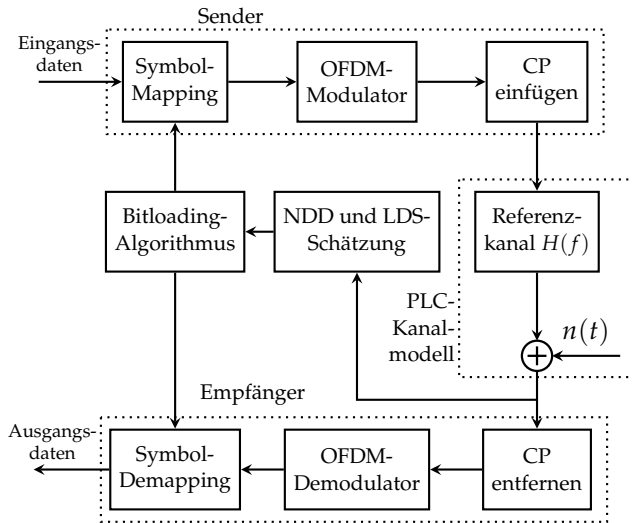 Sender
Eingangs-
daten
Symbol-
Mapping
OFDM-
Modulator
CP
einfügen
Bitloading-
Algorithmus
NDD und LDS-
Schätzung
Referenz-
kanal H(f)
PLC-
Kanal-
modell
n(t)
Empfänger
Ausgangs-
daten
Symbol-
Demapping
OFDM-
Demodulator
CP
entfernen